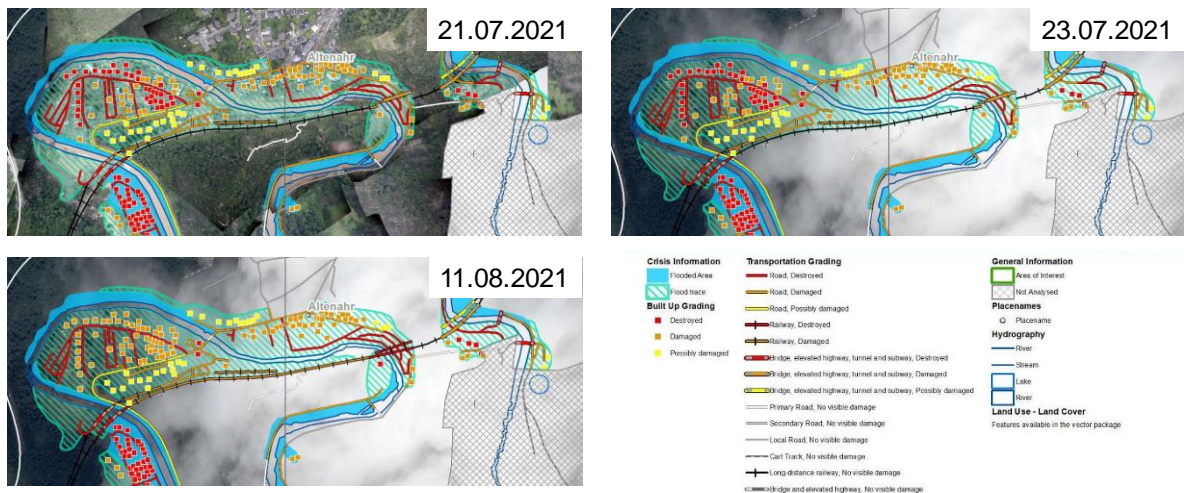 21.07.2021
Altenahr
23.07.2021
Altenahr
11.08.2021
Altenahr
Crisis Information
Flooded Area
Flood trace
Built Up Grading
Destroyed
Damaged
Possibly damaged
Transportation Grading
Road, Destroyed
Road, Damaged
Road, Possibly damaged
Railway, Destroyed
Railway, Damaged
Bridge, elevated highway, tunnel and subway, Destroyed
Bridge, elevated highway, tunnel and subway, Damaged
Bridge, elevated highway, tunnel and subway, Possibly damaged
Primary Road, No visible damage
Secondary Road, No visible damage
Local Road, No visible damage
Cart Track, No visible damage
Long-distance railway, No visible damage
Bridge and elevated highway, No visible damage
General Information
Area of Interest
Not Analysed
Placenames
Placename
Hydrography
River
Stream
Lake
River
Land Use - Land Cover
Features available in the vector package